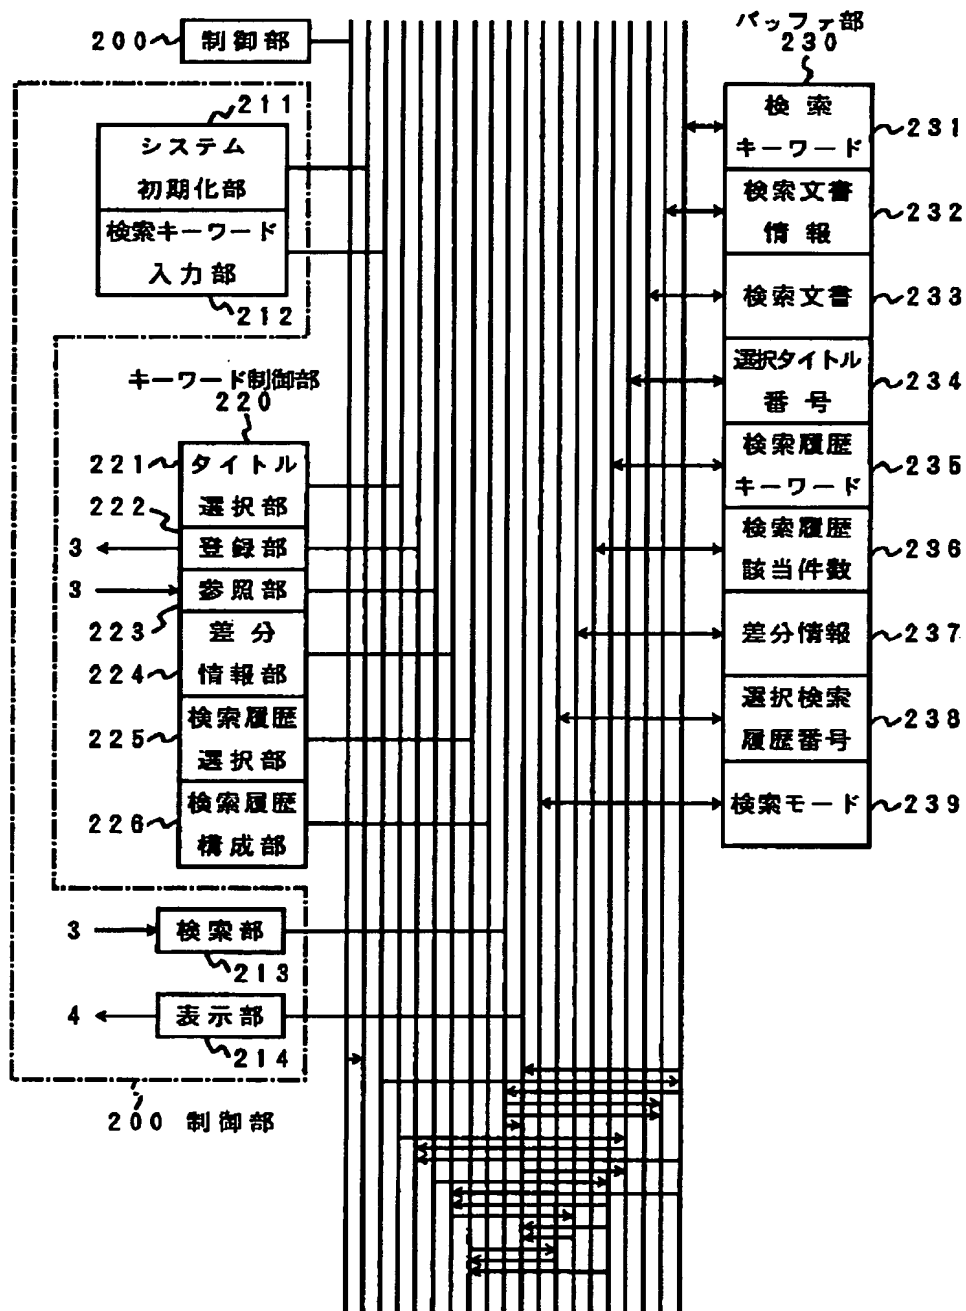 200 制御部
211
システム
初期化部
検索キーワード
入力部
212
キーワード制御部
220
221 タイトル
選択部
222
3 登録部
3 参照部
223
差分
224 情報部
検索履歴
225 選択部
検索履歴
226 構成部
3 検索部
213
4 表示部
214
200 制御部
バッファ部
230
検索
キーワード 231
検索文書
情報 232
検索文書 233
選択タイトル
番号 234
検索履歴
キーワード 235
検索履歴
該当件数 236
差分情報 237
選択検索
履歴番号 238
検索モード 239